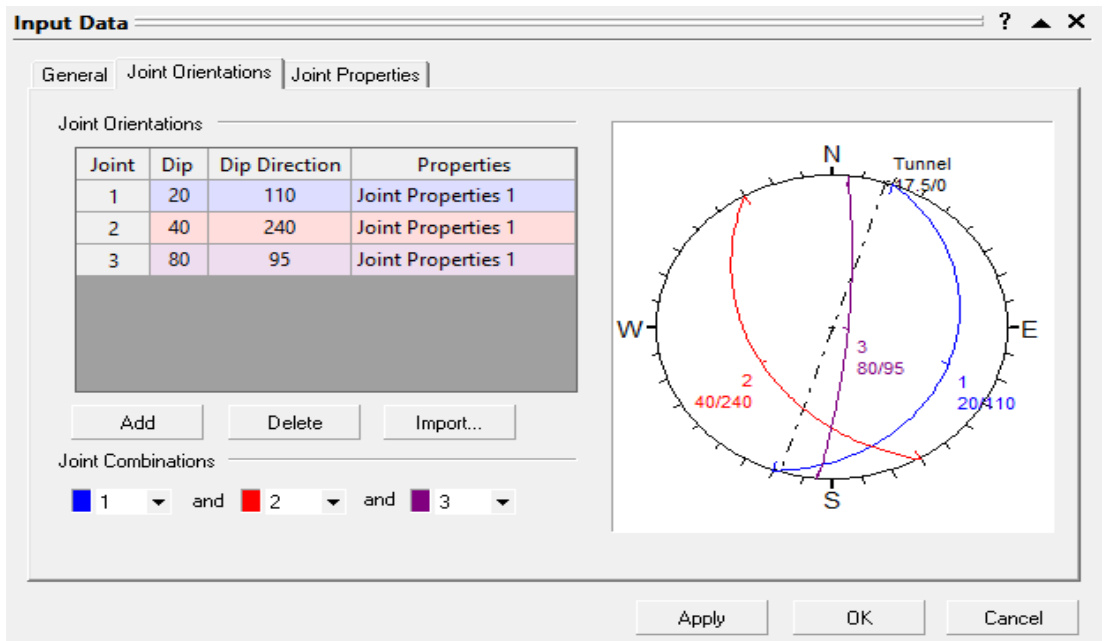 Input Data ? 
General Joint Orientations Joint Properties
Joint Orientations
Joint Dip Dip Direction Properties
1 20 110 Joint Properties 1
2 40 240 Joint Properties 1
3 80 95 Joint Properties 1
Add Delete Import...
Joint Combinations
1 and 2 and 3
N
Tunnel
17.5/0
W
E
3
80/95
2
40/240
1
20/110
S
Apply OK Cancel